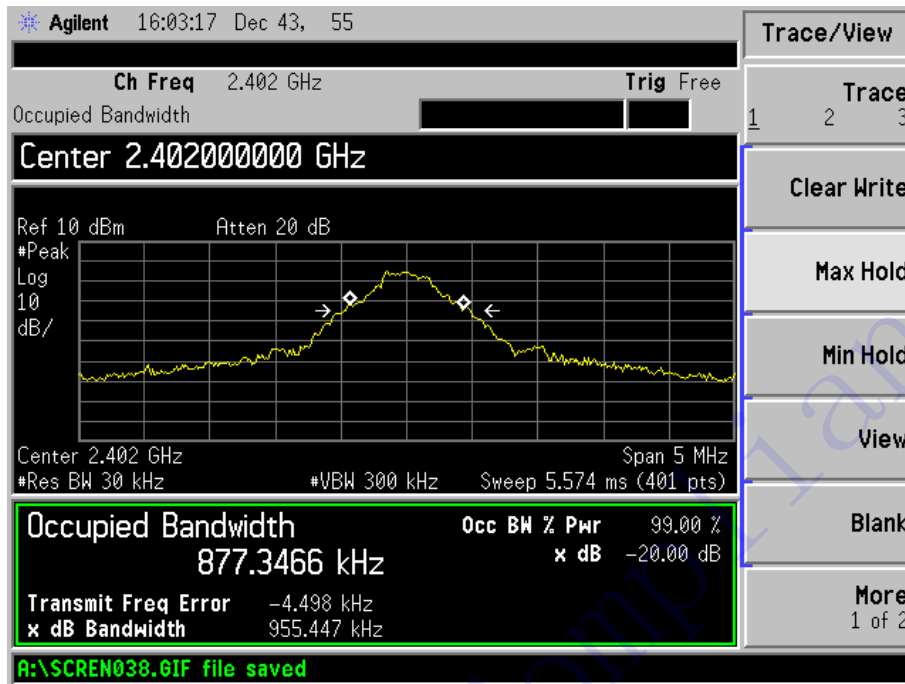 Agilent 16:03:17 Dec 43, 55
Trace/View
Ch Freq 2.402 GHz Trig Free
Occupied Bandwidth
Trace
1 2 3
Center 2.402000000 GHz
Clear Write
Ref 10 dBm Atten 20 dB
#Peak
Log
10
dB/
Max Hold
Min Hold
View
Center 2.402 GHz Span 5 MHz
#Res BW 30 kHz #VBW 300 kHz Sweep 5.574 ms (401 pts)
Occupied Bandwidth Occ BW % Pwr 99.00 %
877.3466 kHz x dB -20.00 dB
Blank
Transmit Freq Error -4.498 kHz
x dB Bandwidth 955.447 kHz
More
1 of 2
A:\SCREN038.GIF file saved